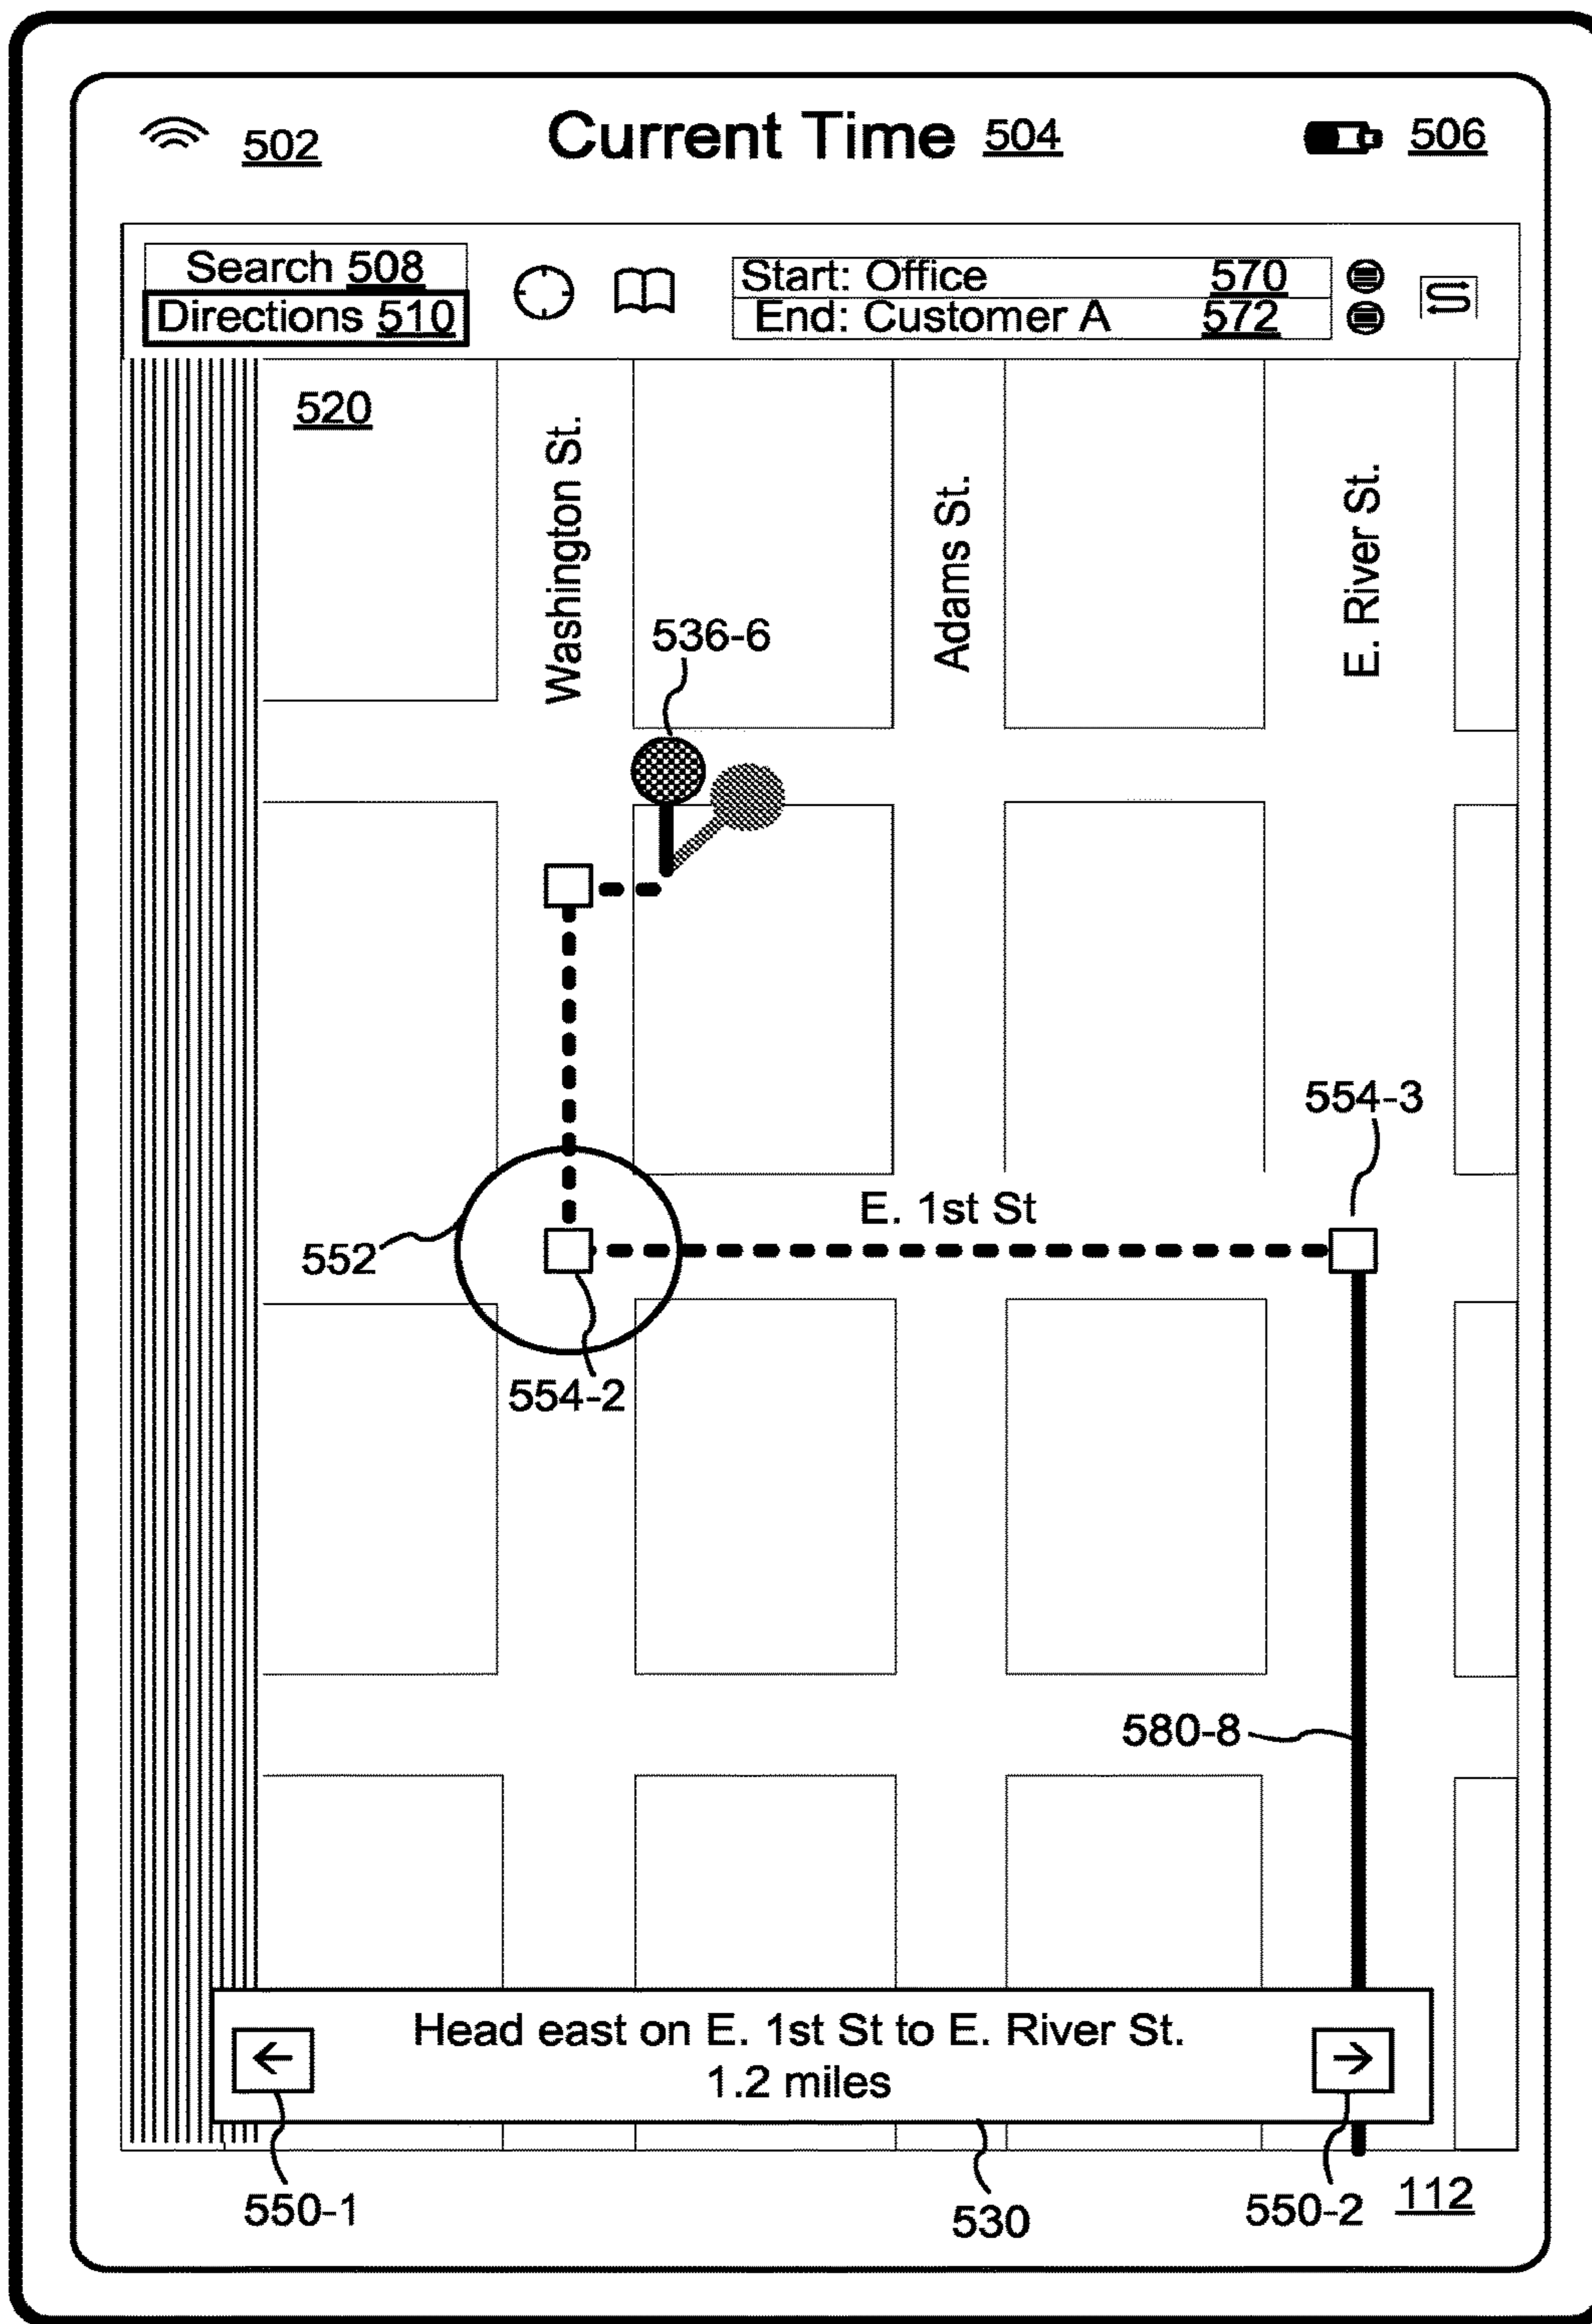 502 Current Time 504 506
Search 508
Directions 510
Start: Office 570
End: Customer A 572
520
Washington St.
Adams St.
E. River St.
536-6
554-3
E. 1st St
552
554-2
580-8
Head east on E. 1st St to E. River St.
1.2 miles
550-1
530
550-2
112